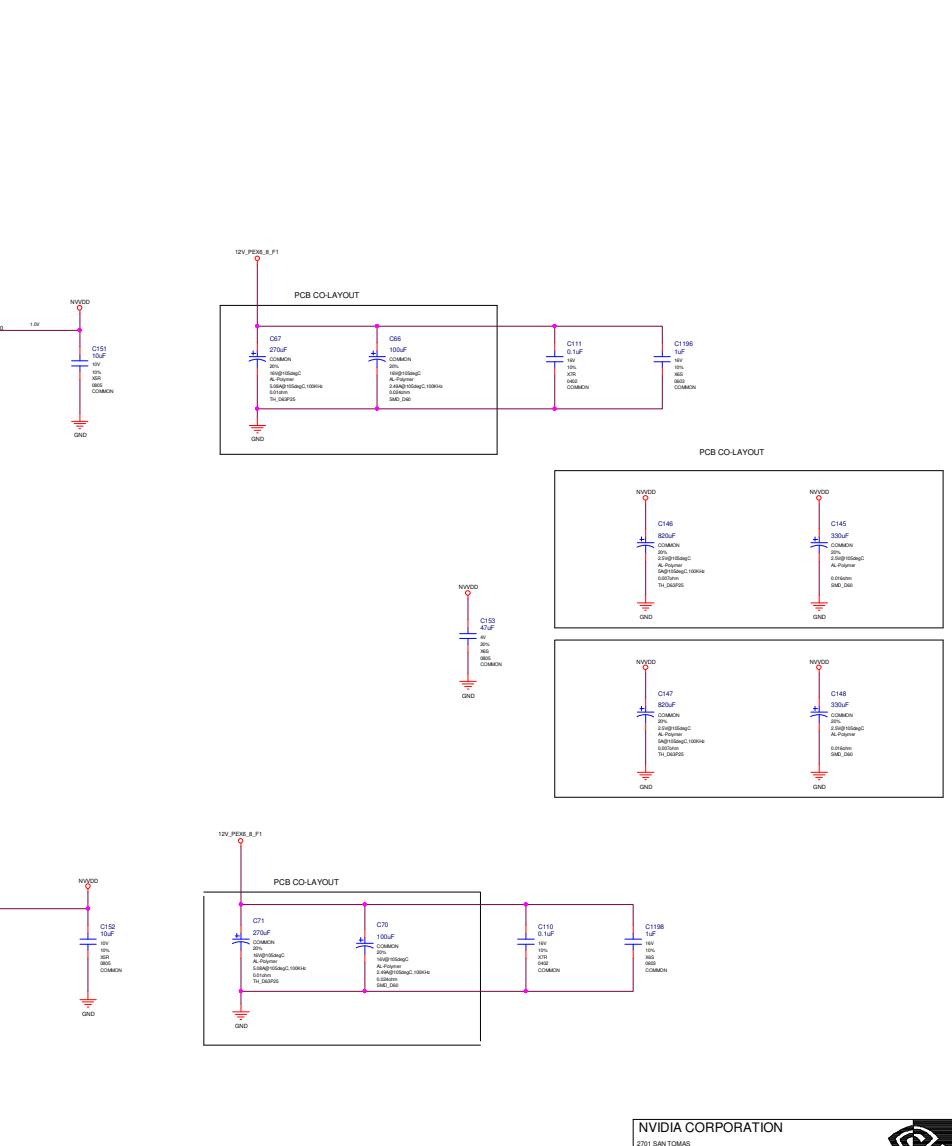 12V_PEX6_8_F1
PCB CO-LAYOUT
NVVDD
0
1.0V
C151
10uF
10V
10%
X5R
0805
COMMON
GND
C67
270uF
COMMON
20%
16V@105degC
AL-Polymer
5.08A@105degC,100KHz
0.01ohm
TH_D63P25
GND
C66
100uF
COMMON
20%
16V@105degC
AL-Polymer
2.49A@105degC,100KHz
0.024ohm
SMD_D60
C111
0.1uF
16V
10%
X7R
0402
COMMON
C1196
1uF
16V
10%
X6S
0603
COMMON
PCB CO-LAYOUT
NVVDD
C146
820uF
COMMON
20%
2.5V@105degC
AL-Polymer
5A@105degC,100KHz
0.007ohm
TH_D63P25
GND
NVVDD
C145
330uF
COMMON
20%
2.5V@105degC
AL-Polymer
0.016ohm
SMD_D60
GND
NVVDD
C153
47uF
4V
20%
X6S
0805
COMMON
GND
NVVDD
C147
820uF
COMMON
20%
2.5V@105degC
AL-Polymer
5A@105degC,100KHz
0.007ohm
TH_D63P25
GND
NVVDD
C148
330uF
COMMON
20%
2.5V@105degC
AL-Polymer
0.016ohm
SMD_D60
GND
12V_PEX6_8_F1
PCB CO-LAYOUT
NVVDD
C152
10uF
10V
10%
X5R
0805
COMMON
GND
C71
270uF
COMMON
20%
16V@105degC
AL-Polymer
5.08A@105degC,100KHz
0.01ohm
TH_D63P25
GND
C70
100uF
COMMON
20%
16V@105degC
AL-Polymer
2.49A@105degC,100KHz
0.024ohm
SMD_D60
C110
0.1uF
16V
10%
X7R
0402
COMMON
C1198
1uF
16V
10%
X6S
0603
COMMON
NVIDIA CORPORATION
2701 SAN TOMAS